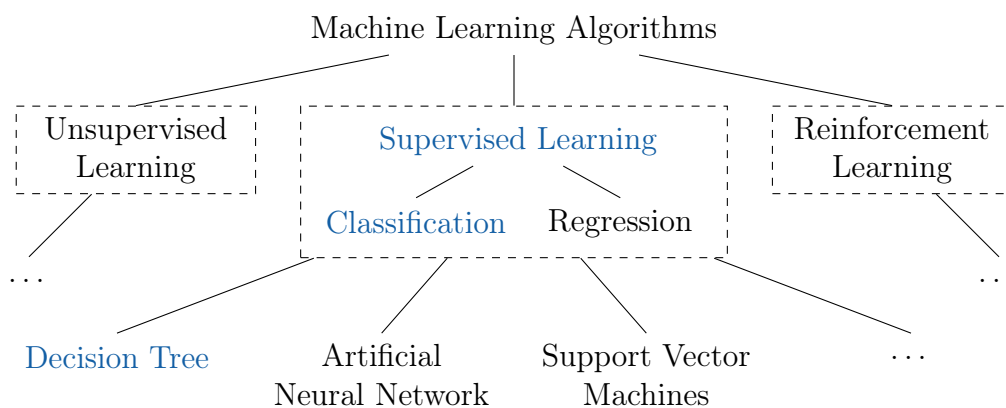 Machine Learning Algorithms
Unsupervised
Learning
Supervised Learning
Reinforcement
Learning
Classification
Regression
...
...
Decision Tree
Artificial
Neural Network
Support Vector
Machines
...